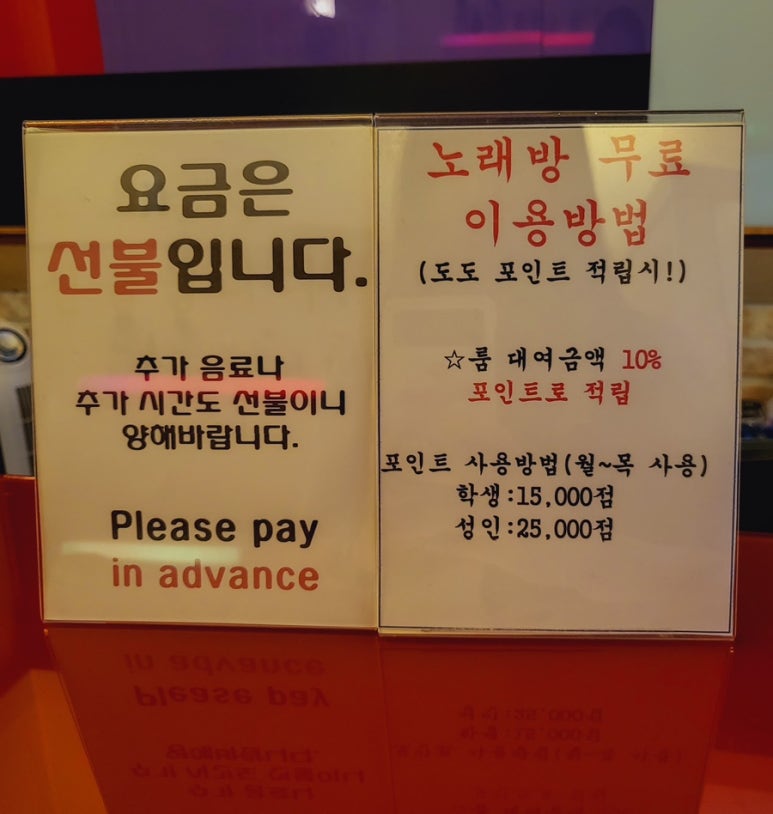 요금은
선불입니다.
추가 음료나
추가 시간도 선불이니
양해바랍니다.
Please pay
in advance
노래방 무료
이용방법
(도도 포인트 적립시!)
☆룸 대여금액 10%
포인트로 적립
포인트 사용방법(월~목 사용)
학생:15,000점
성인:25,000점